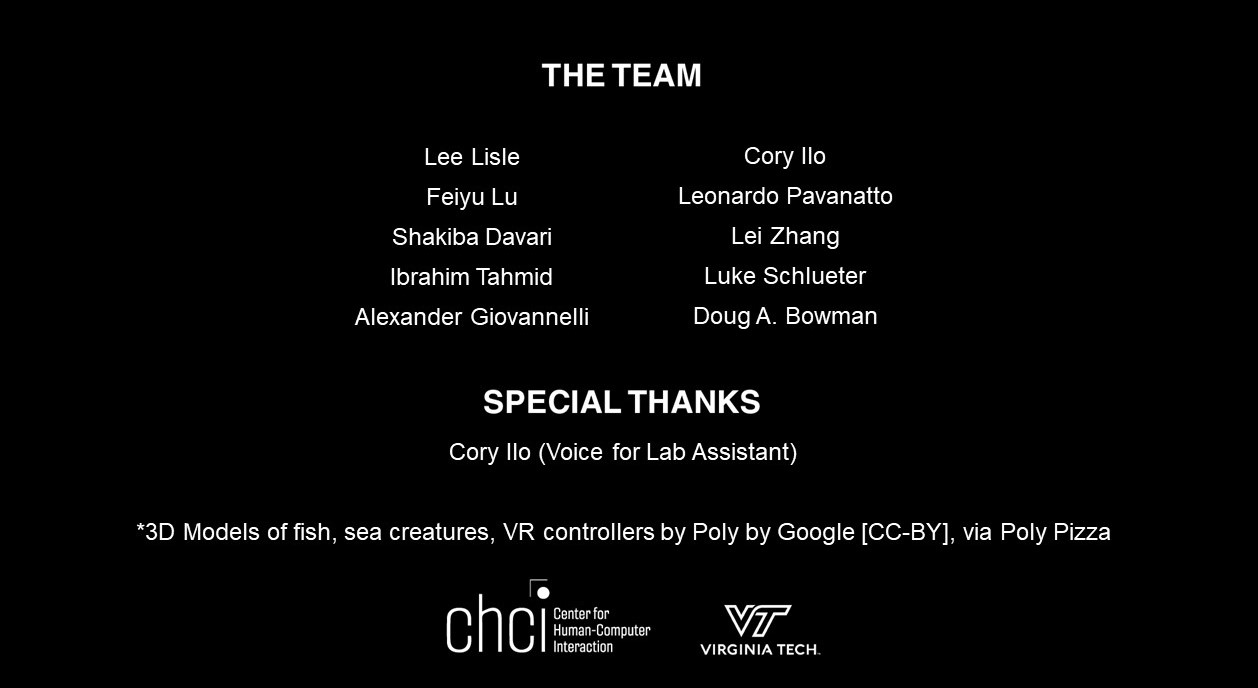 THE TEAM
Lee Lisle
Feiyu Lu
Shakiba Davari
Ibrahim Tahmid
Alexander Giovannelli
Cory Ilo
Leonardo Pavanatto
Lei Zhang
Luke Schlueter
Doug A. Bowman
SPECIAL THANKS
Cory Ilo (Voice for Lab Assistant)
*3D Models of fish, sea creatures, VR controllers by Poly by Google [CC-BY], via Poly Pizza
chci
Center for
Human-Computer
Interaction
VT
VIRGINIA TECH.